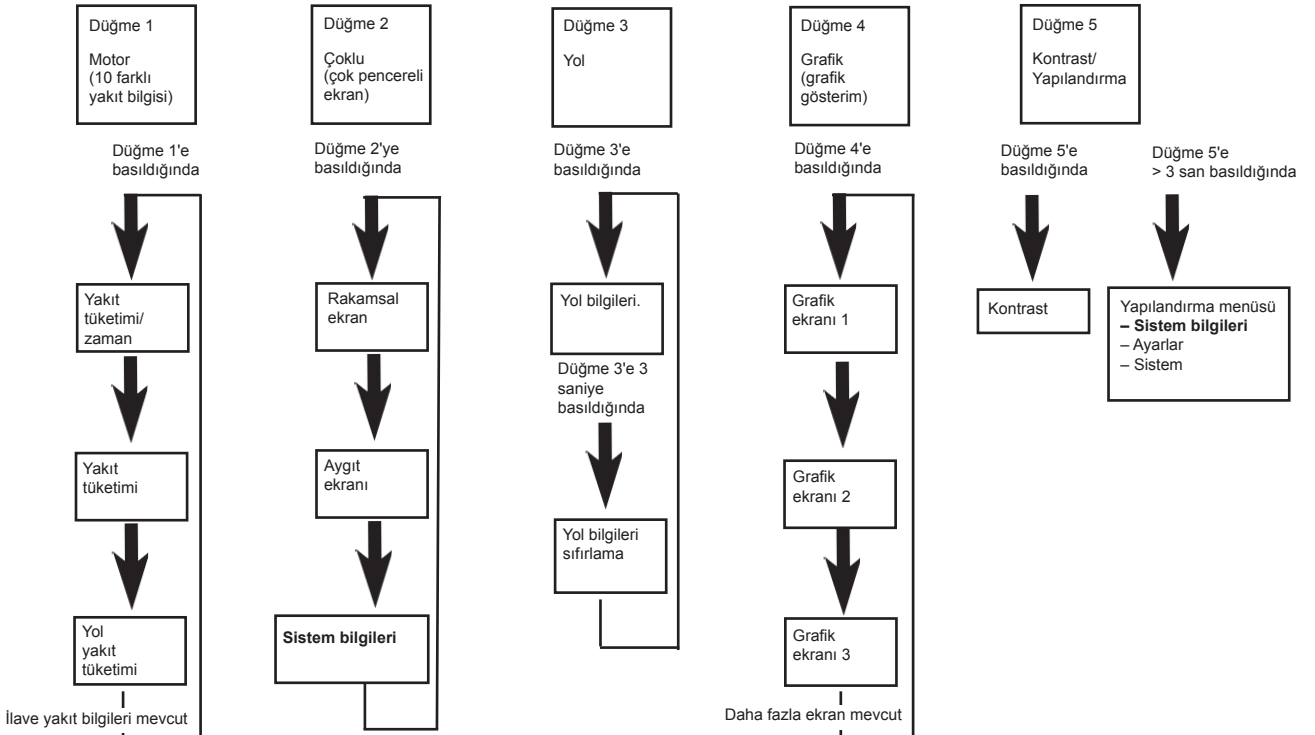 Düğme 1
Motor
(10 farklı
yakıt bilgisi)
Düğme 1'e
basıldığında
Yakıt
tüketimi/
zaman
Yakıt
tüketimi
Yol
yakıt
tüketimi
İlave yakıt bilgileri mevcut
Düğme 2
Çoklu
(çok pencereli
ekran)
Düğme 2'ye
basıldığında
Rakamsal
ekran
Aygıt
ekranı
Sistem bilgileri
Düğme 3
Yol
Düğme 3'e
basıldığında
Yol bilgileri.
Düğme 3'e 3
saniye
basıldığında
Yol bilgileri
sıfırlama
Düğme 4
Grafik
(grafik
gösterim)
Düğme 4'e
basıldığında
Grafik
ekranı 1
Grafik
ekranı 2
Grafik
ekranı 3
Daha fazla ekran mevcut
Düğme 5
Kontrast/
Yapılandırma
Düğme 5'e
basıldığında
Kontrast
Düğme 5'e
> 3 san basıldığında
Yapılandırma menüsü
– Sistem bilgileri
– Ayarlar
– Sistem